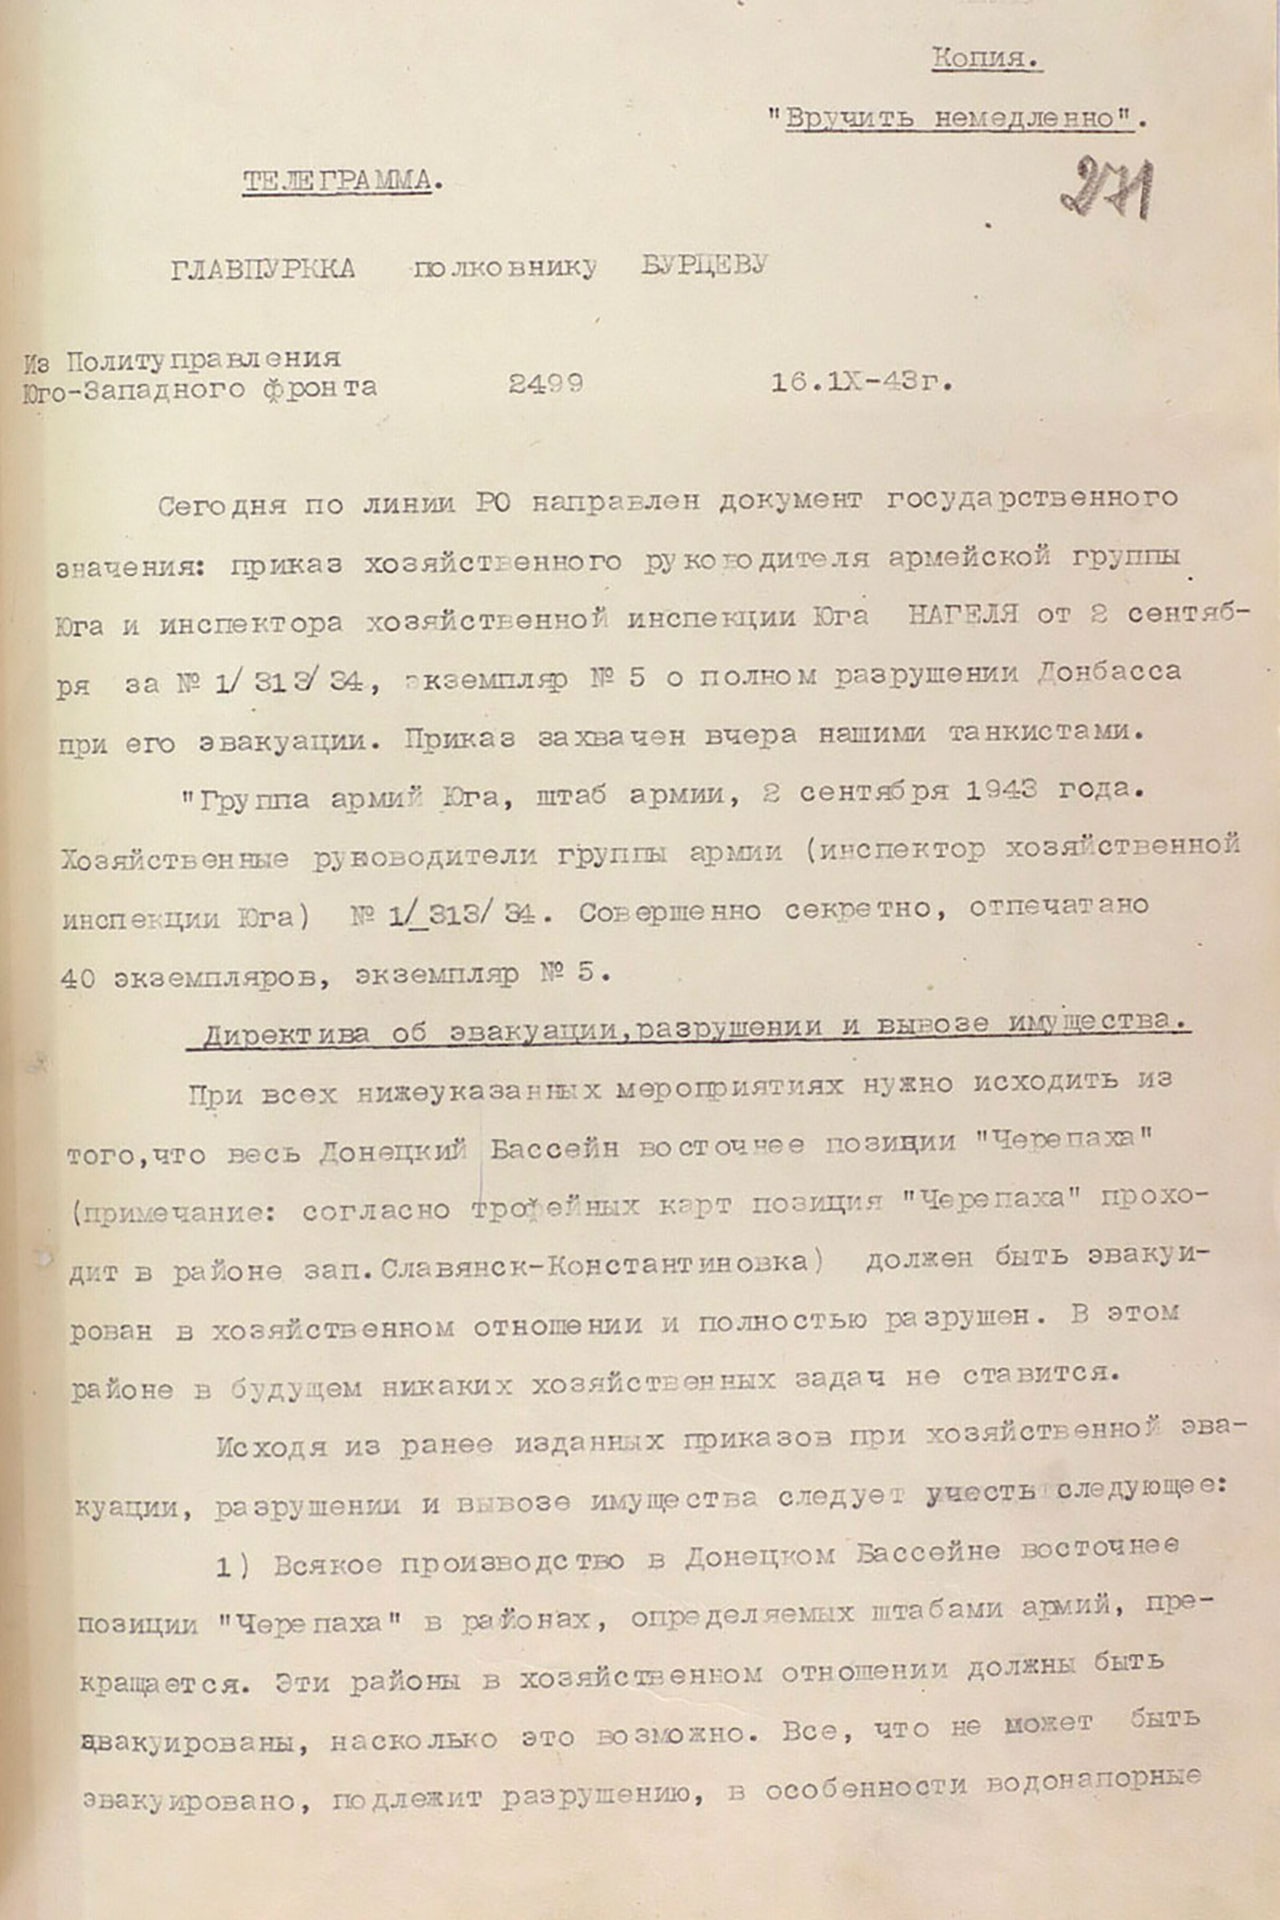 Копия.
"Вручить немедленно".
271
ТЕЛЕГРАММА.
ГЛАВПУРККА полковнику БУРЦЕВУ
Из Политуправления
Юго-Западного фронта 2499 16.1X-43г.
Сегодня по линии РО направлен документ государственного
значения: приказ хозяйственного руководителя армейской группы
Юга и инспектора хозяйственной инспекции Юга НАГЕЛЯ от 2 сентяб-
ря за № 1/313/34, экземпляр № 5 о полном разрушении Донбасса
при его эвакуации. Приказ захвачен вчера нашими танкистами.
"Группа армий Юга, штаб армии, 2 сентября 1943 года.
Хозяйственные руководители группы армии (инспектор хозяйственной
инспекции Юга) № 1/313/34. Совершенно секретно, отпечатано
40 экземпляров, экземпляр № 5.
Директива об эвакуации,разрушении и вывозе имущества.
При всех нижеуказанных мероприятиях нужно исходить из
того,что весь Донецкий Бассейн восточнее позиции "Черепаха"
(примечание: согласно трофейных карт позиция "Черепаха" прохо-
дит в районе зап.Славянск-Константиновка) должен быть эвакуи-
рован в хозяйственном отношении и полностью разрушен. В этом
районе в будущем никаких хозяйственных задач не ставится.
Исходя из ранее изданных приказов при хозяйственной эва-
куации, разрушении и вывозе имущества следует учесть следующее:
1) Всякое производство в Донецком Бассейне восточнее
позиции "Черепаха" в районах, определяемых штабами армий, пре-
кращается. Эти районы в хозяйственном отношении должны быть
эвакуированы, насколько это возможно. Все, что не может быть
эвакуировано, подлежит разрушению, в особенности водонапорные